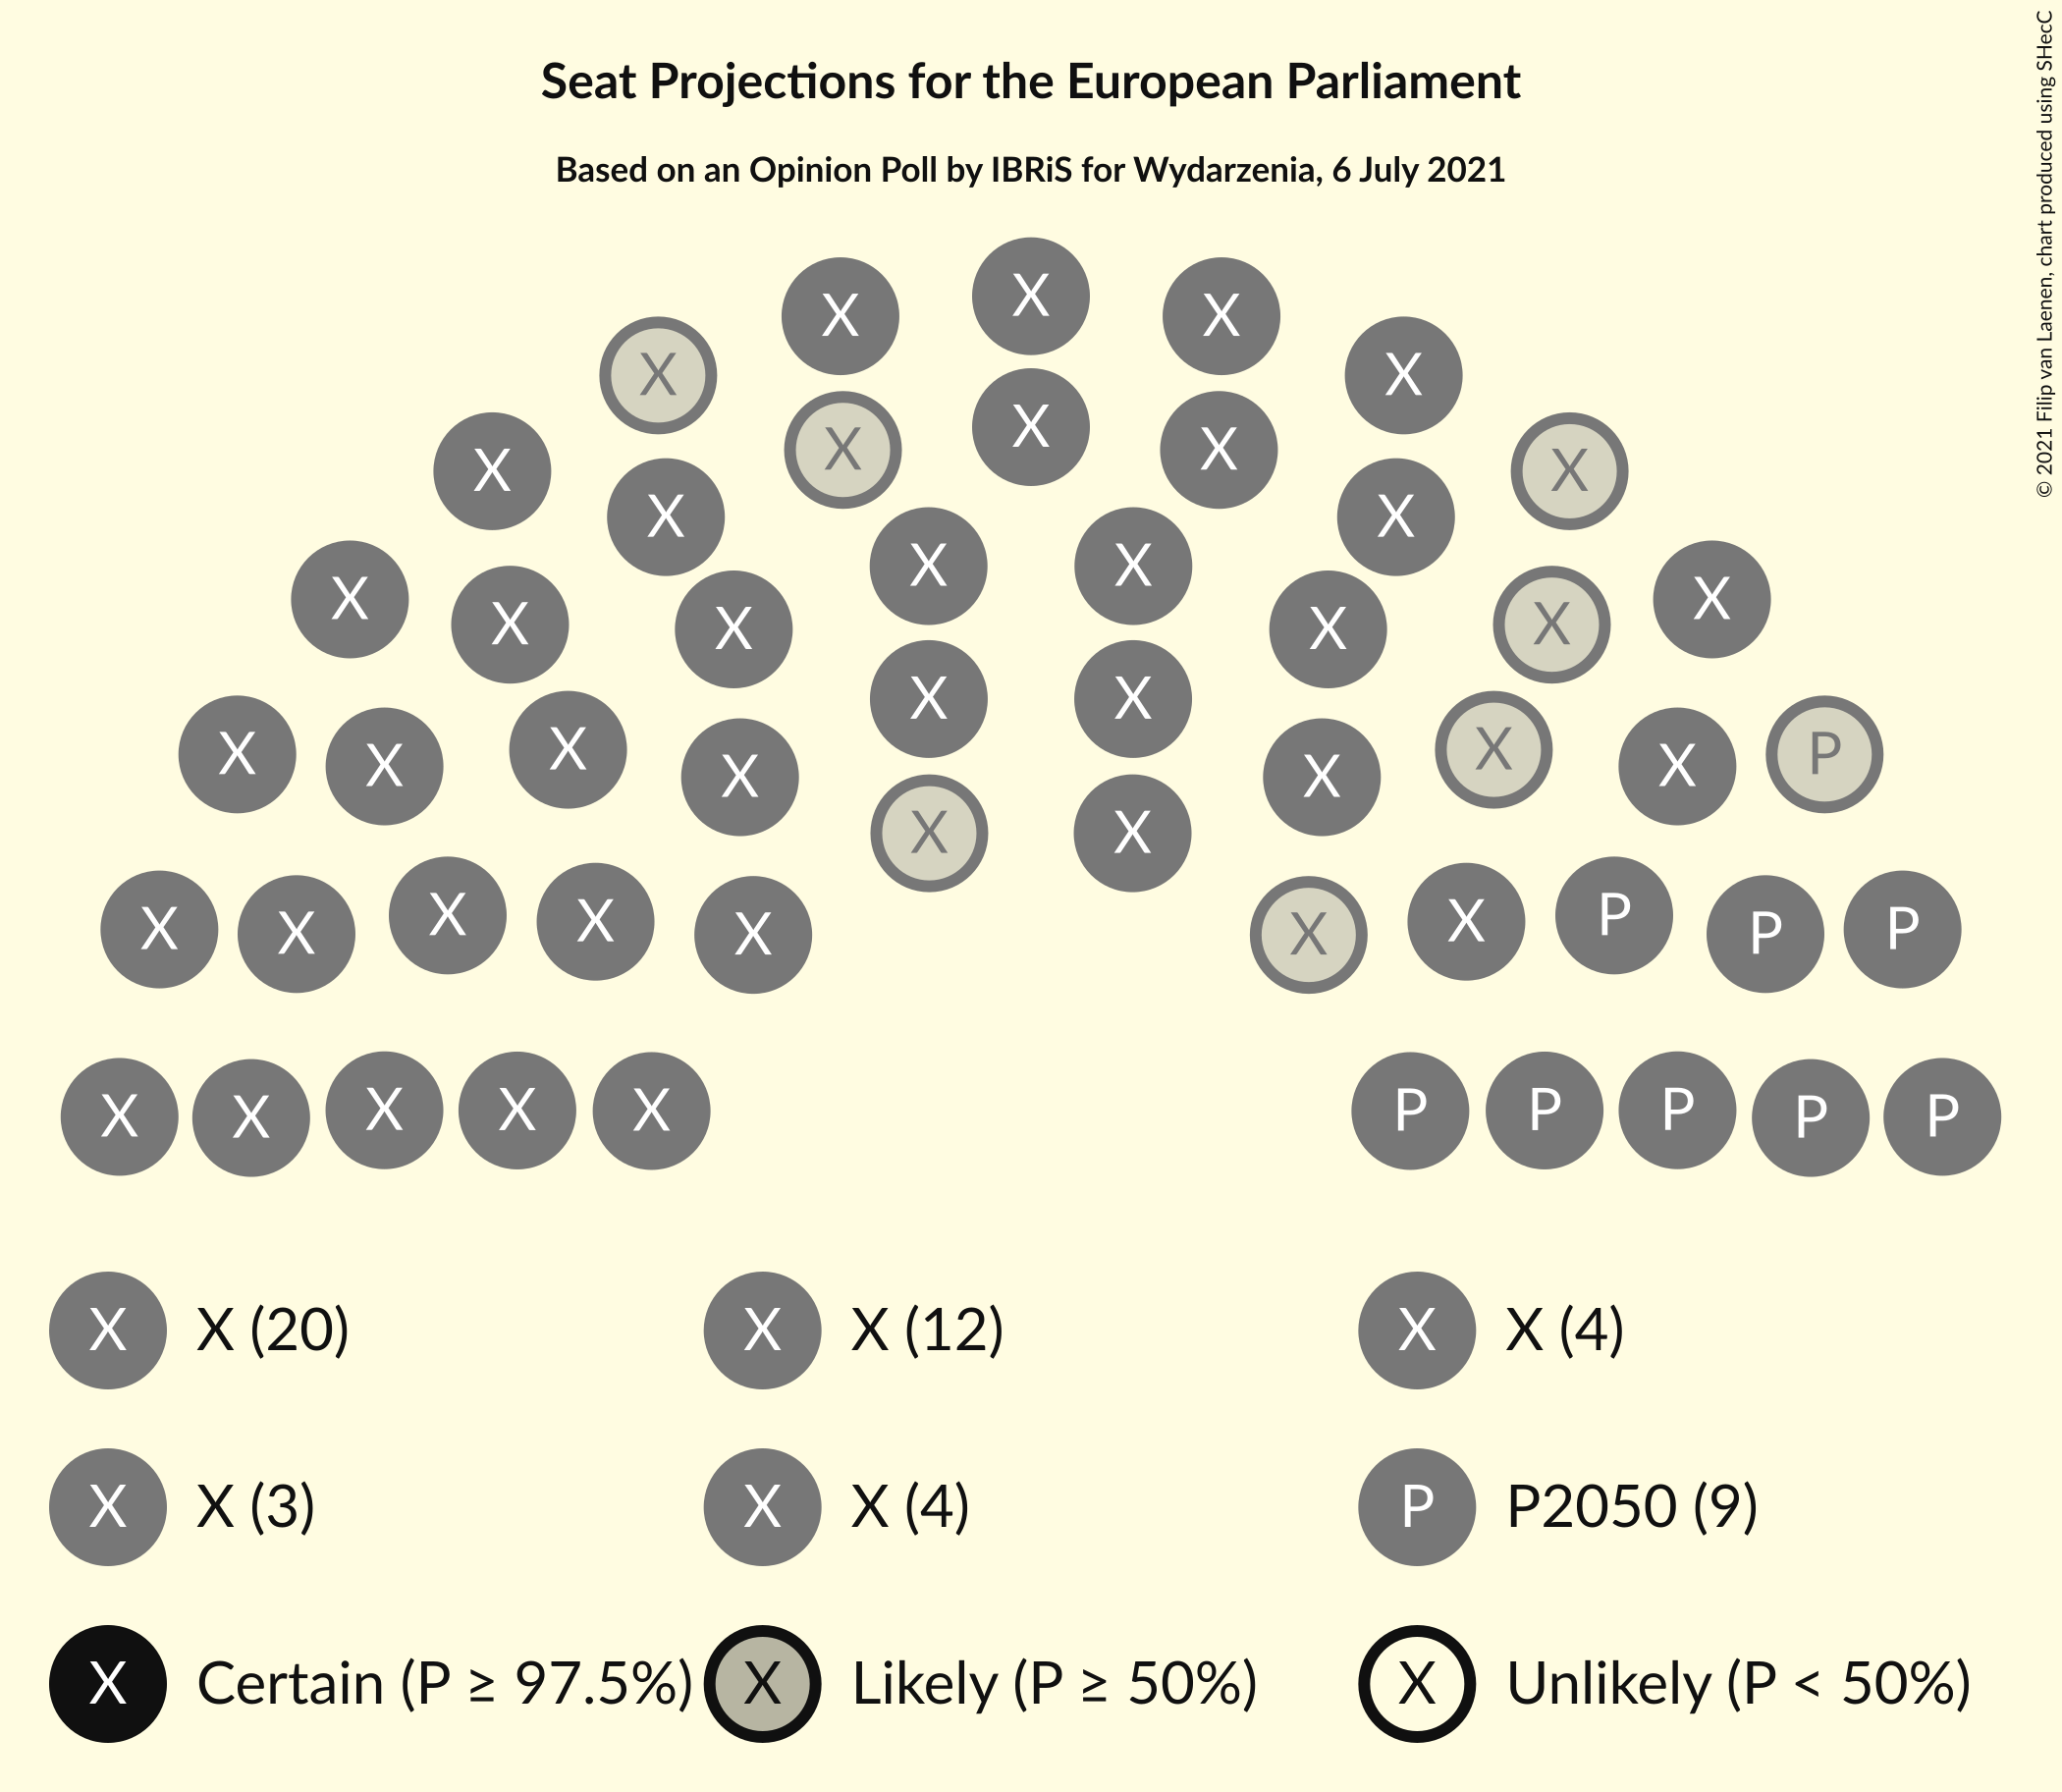 © 2021 Filip van Laenen, chart produced using SHecC
Seat Projections for the European Parliament
Based on an Opinion Poll by IBRiS for Wydarzenia, 6 July 2021
X
X X
X X
X X X X X
X X
X X
X X X X X X
X X
X X X X X X X P
X X
X X X X X X X P P P
X X X X X P P P P P
X X (20) X X (12) X X (4)
X X (3) X X (4) P P2050 (9)
X Certain (P ≥ 97.5%) X Likely (P ≥ 50%) X Unlikely (P < 50%)